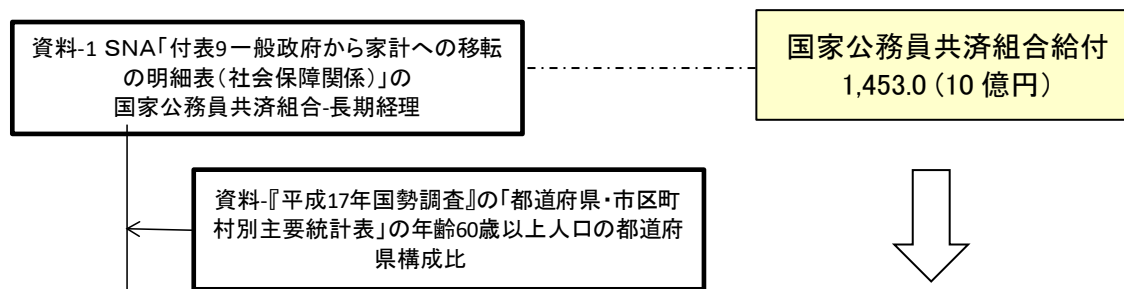 資料-1 SNA「付表9一般政府から家計への移転
の明細表(社会保障関係)」の
国家公務員共済組合-長期経理
国家公務員共済組合給付
1,453.0 (10 億円)
資料-『平成17年国勢調査』の「都道府県・市区町
村別主要統計表」の年齢60歳以上人口の都道府
県構成比